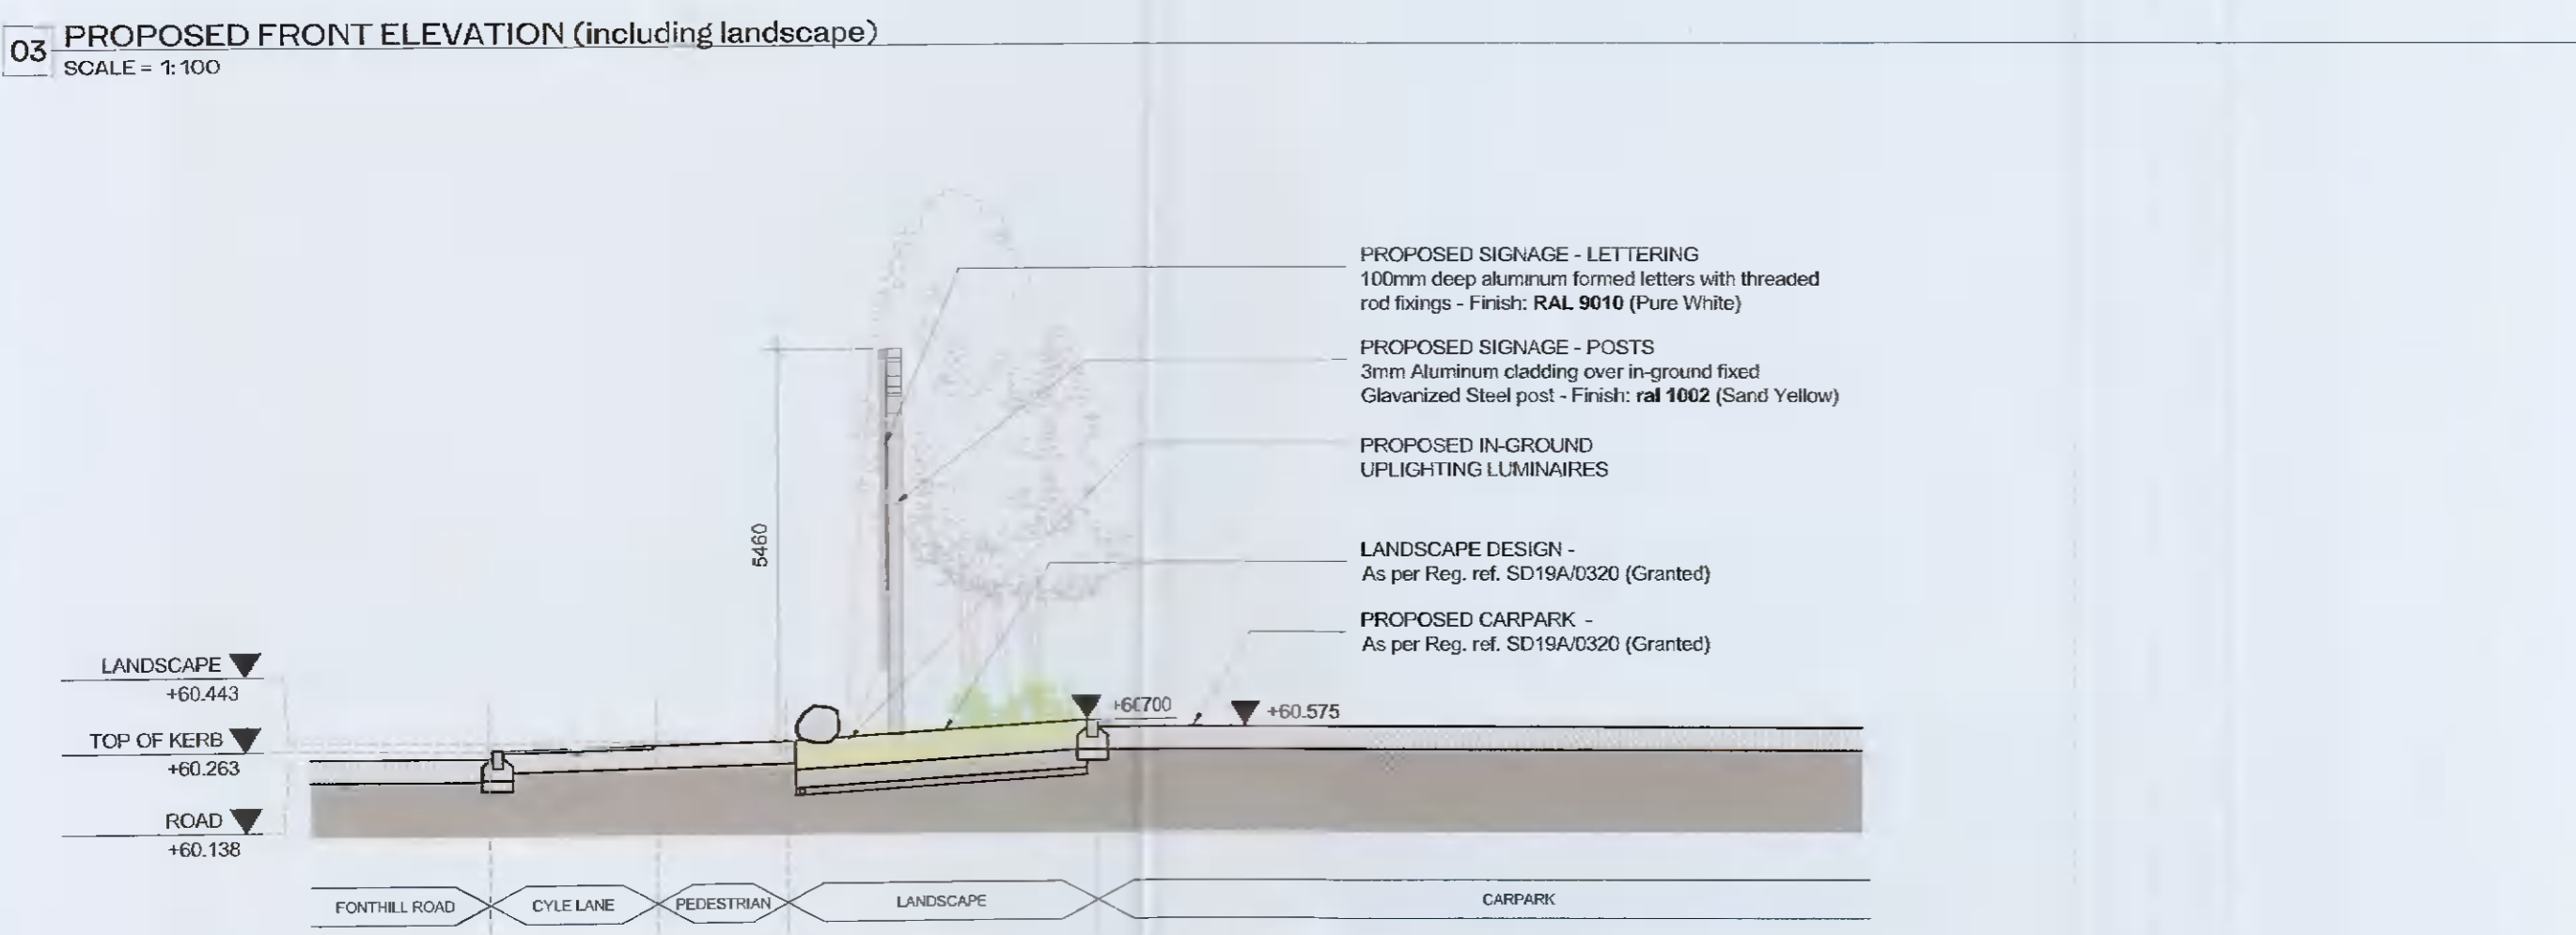 03
PROPOSED FRONT ELEVATION (including landscape)
SCALE = 1:100
PROPOSED SIGNAGE - LETTERING
100mm deep aluminum formed letters with threaded
rod fixings - Finish: RAL 9010 (Pure White)
PROPOSED SIGNAGE - POSTS
3mm Aluminum cladding over in-ground fixed
Glavanized Steel post - Finish: ral 1002 (Sand Yellow)
PROPOSED IN-GROUND
UPLIGHTING LUMINAIRES
5460
LANDSCAPE DESIGN -
As per Reg. ref. SD19A/0320 (Granted)
PROPOSED CARPARK -
As per Reg. ref. SD19A/0320 (Granted)
LANDSCAPE
+60.443
+60.575
TOP OF KERB
+60.263
ROAD
+60.138
FONTHILL ROAD
CYLE LANE
PEDESTRIAN
LANDSCAPE
CARPARK